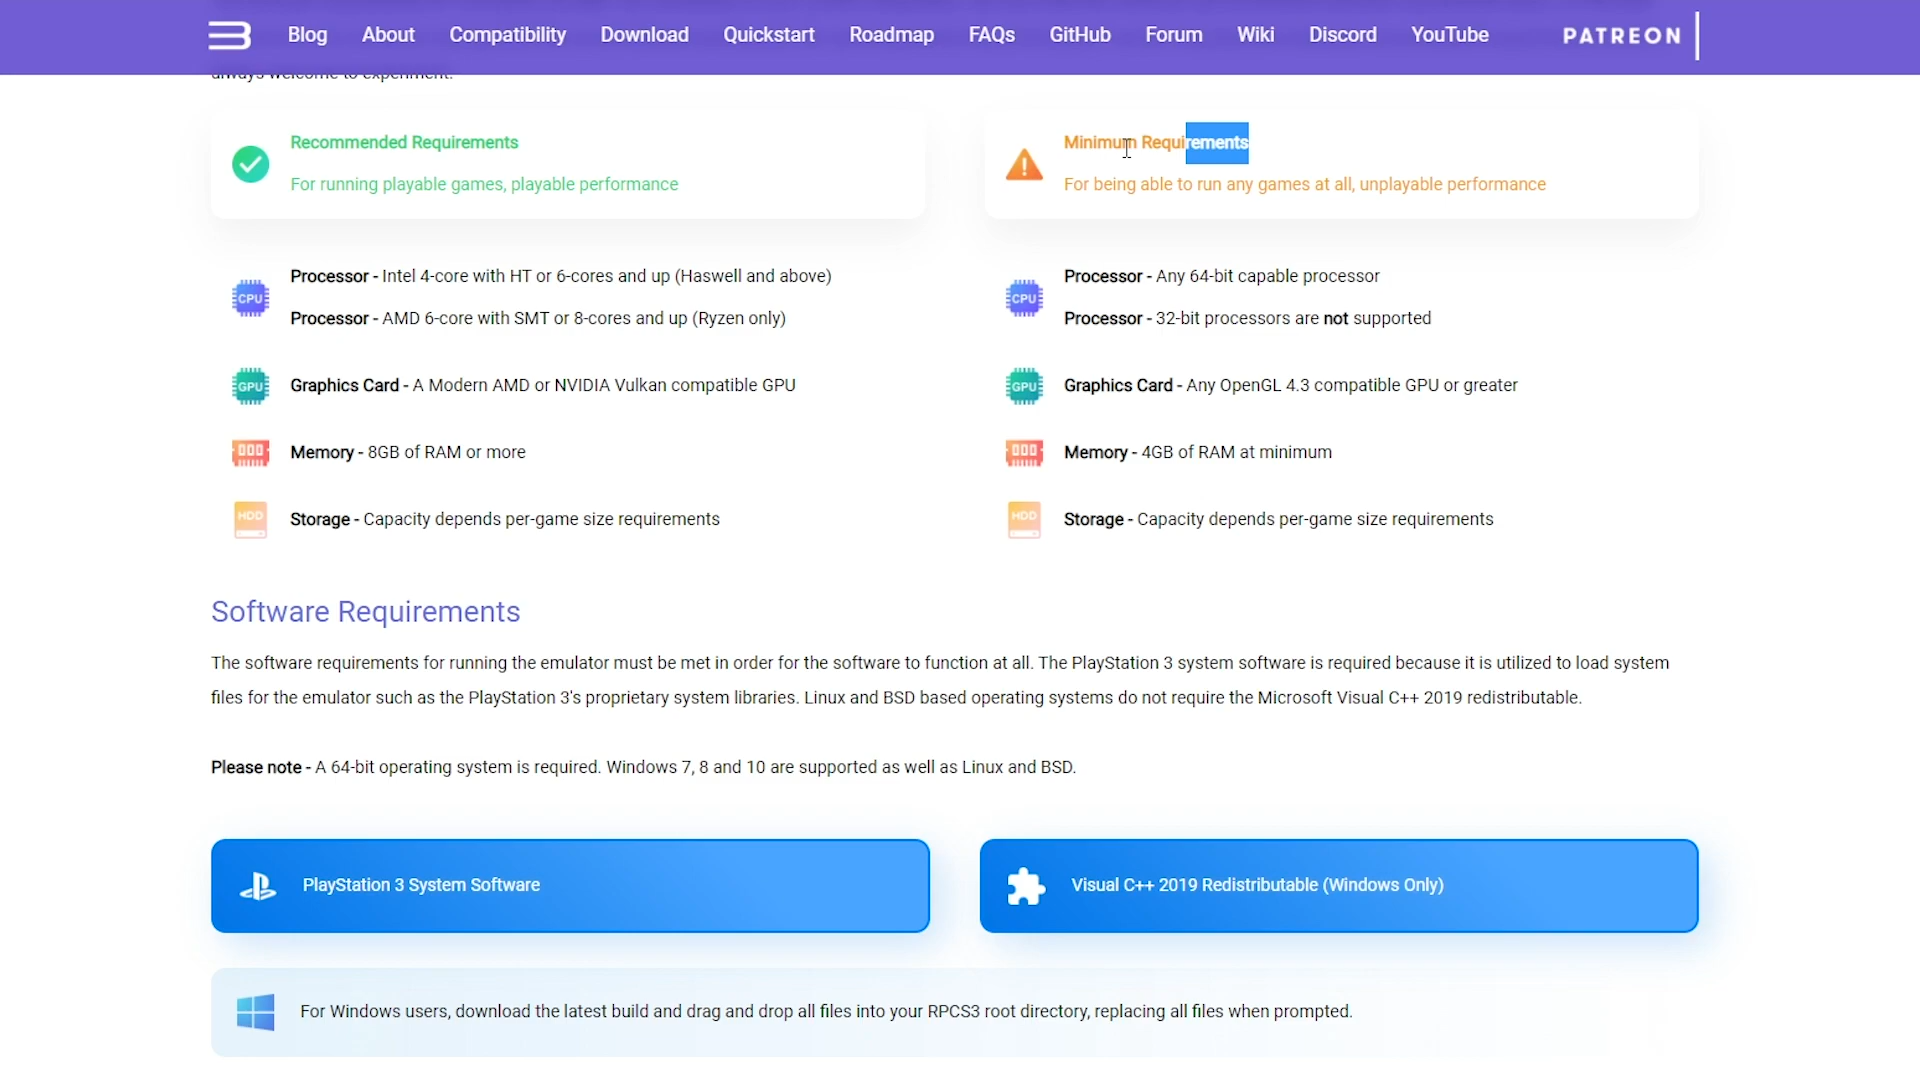 Blog About Compatibility Download Quickstart Roadmap FAQs GitHub Forum Wiki Discord YouTube PATREON
always welcome to experiment.
Recommended Requirements
For running playable games, playable performance
Minimum Requirements
For being able to run any games at all, unplayable performance
CPU
Processor - Intel 4-core with HT or 6-cores and up (Haswell and above)
Processor - AMD 6-core with SMT or 8-cores and up (Ryzen only)
GPU
Graphics Card - A Modern AMD or NVIDIA Vulkan compatible GPU
Memory - 8GB of RAM or more
HDD
Storage - Capacity depends per-game size requirements
CPU
Processor - Any 64-bit capable processor
Processor - 32-bit processors are not supported
GPU
Graphics Card - Any OpenGL 4.3 compatible GPU or greater
Memory - 4GB of RAM at minimum
HDD
Storage - Capacity depends per-game size requirements
Software Requirements
The software requirements for running the emulator must be met in order for the software to function at all. The PlayStation 3 system software is required because it is utilized to load system
files for the emulator such as the PlayStation 3's proprietary system libraries. Linux and BSD based operating systems do not require the Microsoft Visual C++ 2019 redistributable.
Please note - A 64-bit operating system is required. Windows 7, 8 and 10 are supported as well as Linux and BSD.
PlayStation 3 System Software
Visual C++ 2019 Redistributable (Windows Only)
For Windows users, download the latest build and drag and drop all files into your RPCS3 root directory, replacing all files when prompted.